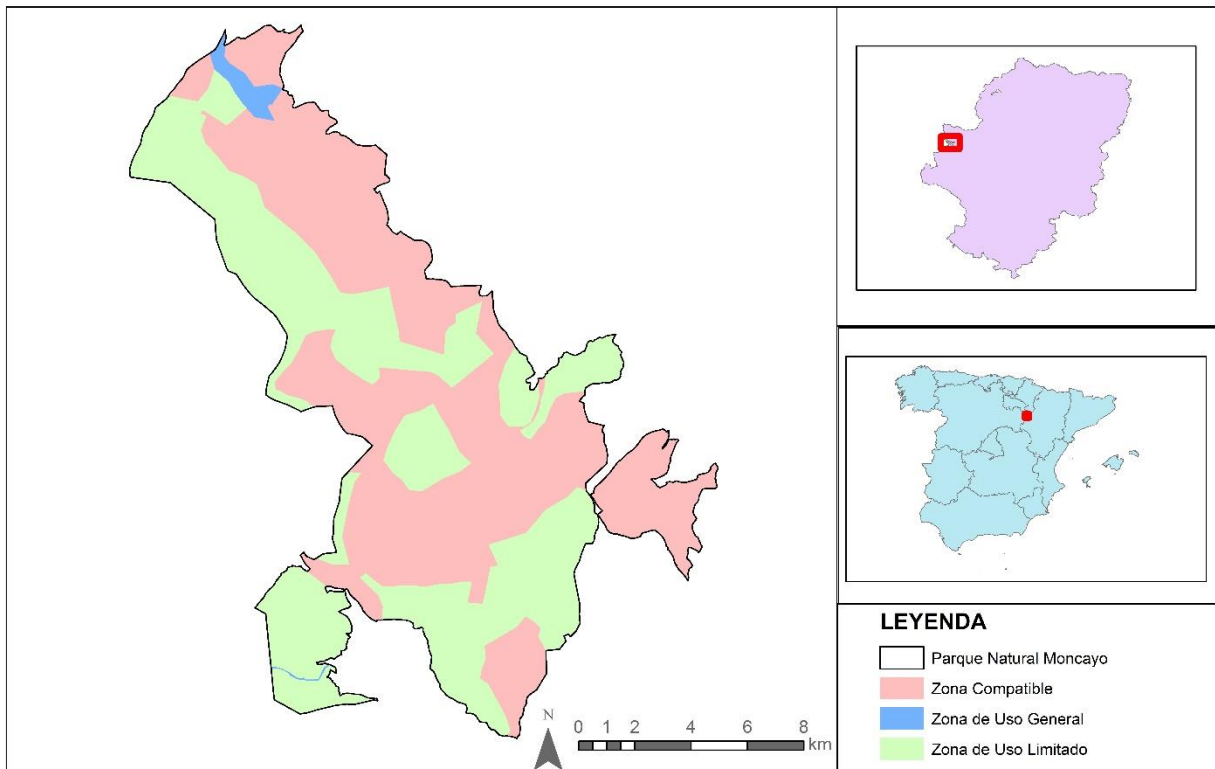 LEYENDA
Parque Natural Moncayo
Zona Compatible
Zona de Uso General
Zona de Uso Limitado
N
0 1 2 4 6 8
km